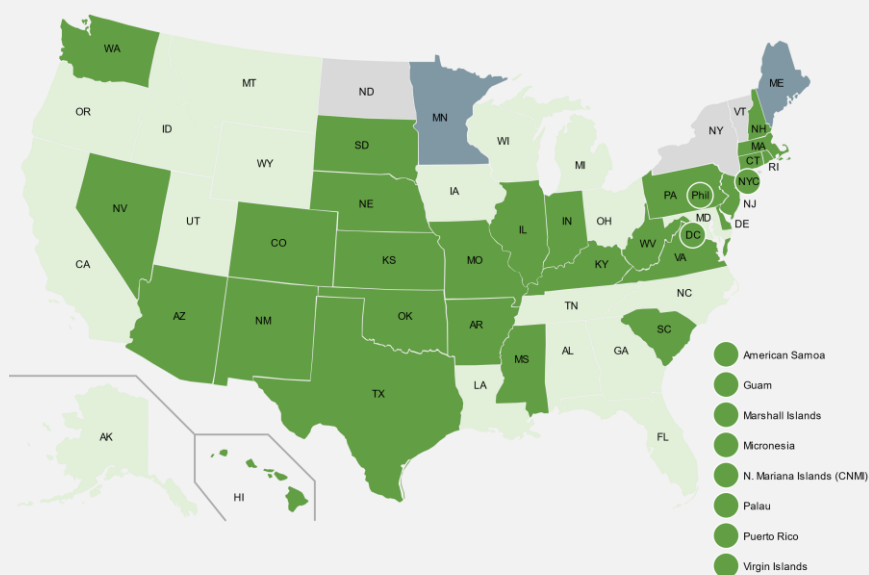 WA
MT
ND
MN
ME
VT
NH
OR
ID
SD
WI
NY
MA
CT
RI
WY
MI
NYC
NV
NE
IA
PA
Phil
NJ
UT
CO
IL
IN
OH
MD
DE
CA
KS
MO
WV
DC
VA
KY
AZ
NM
OK
AR
TN
NC
SC
TX
MS
AL
GA
LA
FL
AK
HI
American Samoa
Guam
Marshall Islands
Micronesia
N. Mariana Islands (CNMI)
Palau
Puerto Rico
Virgin Islands